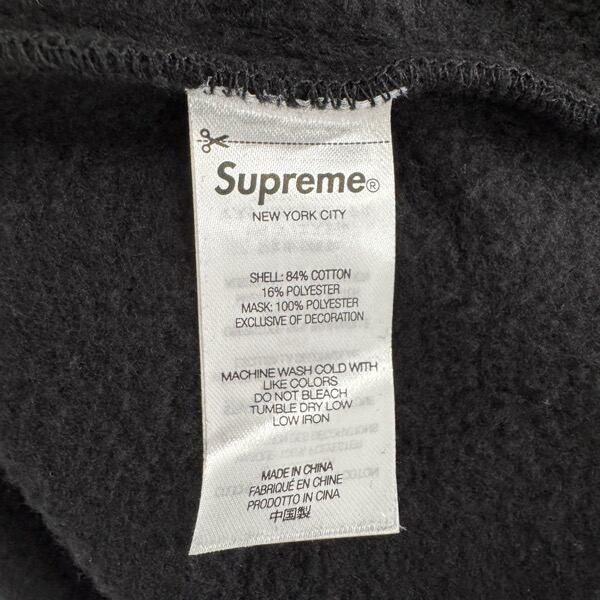 Supreme®
NEW YORK CITY
SHELL: 84% COTTON
16% POLYESTER
MASK: 100% POLYESTER
EXCLUSIVE OF DECORATION
MACHINE WASH COLD WITH
LIKE COLORS
DO NOT BLEACH
TUMBLE DRY LOW
LOW IRON
MADE IN CHINA
FABRIQUÉ EN CHINE
PRODOTTO IN CINA
中国製